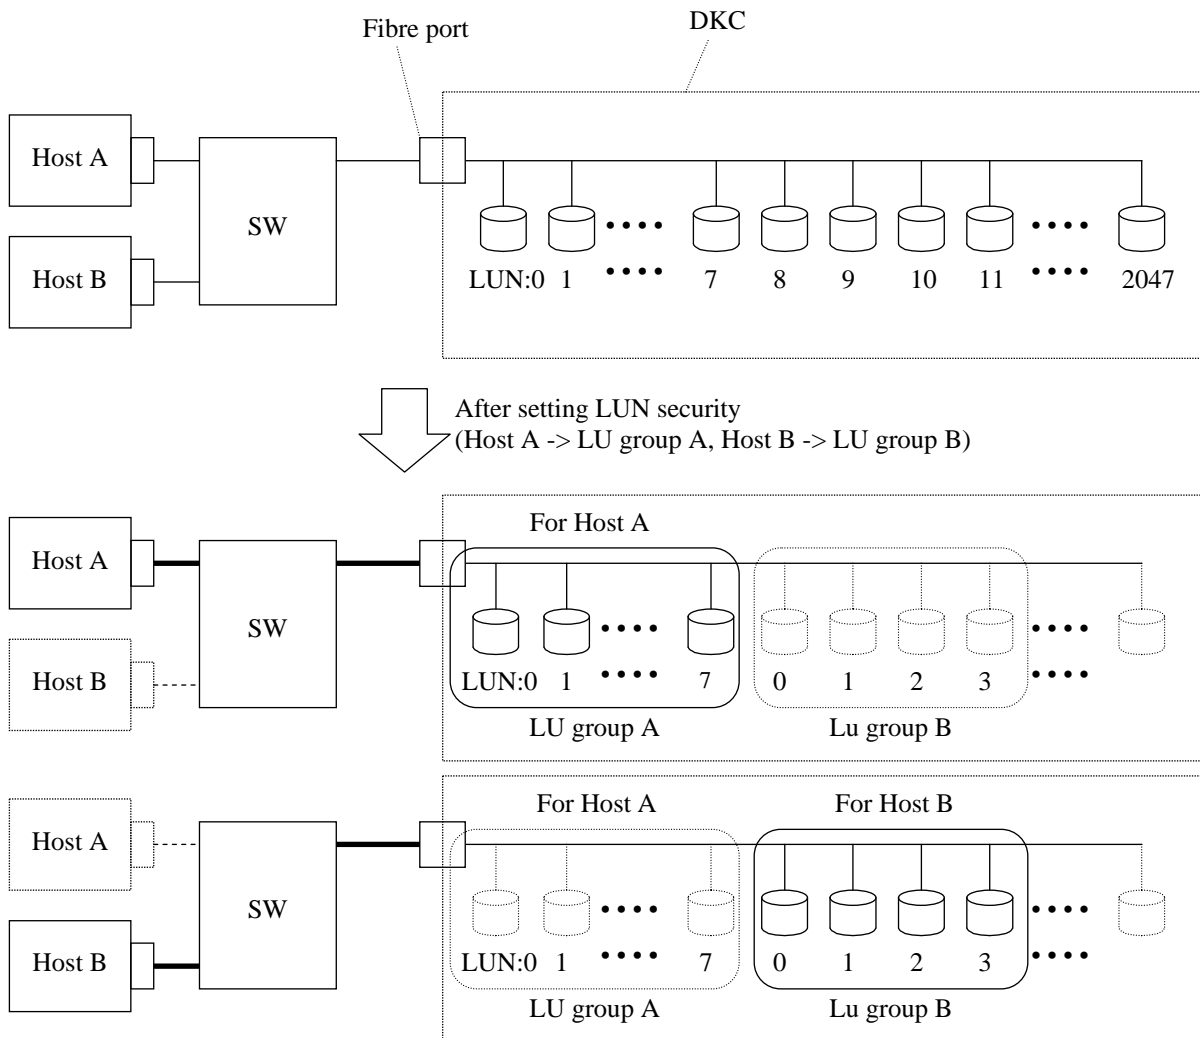 Fibre port
DKC
Host A
SW
Host B
LUN:0 1 •••• 7 8 9 10 11 •••• 2047
After setting LUN security
(Host A -> LU group A, Host B -> LU group B)
For Host A
Host A
SW
Host B
LUN:0 1 •••• 7 0 1 2 3 ••••
LU group A
Lu group B
For Host A
For Host B
Host A
SW
Host B
LUN:0 1 •••• 7 0 1 2 3 ••••
LU group A
Lu group B